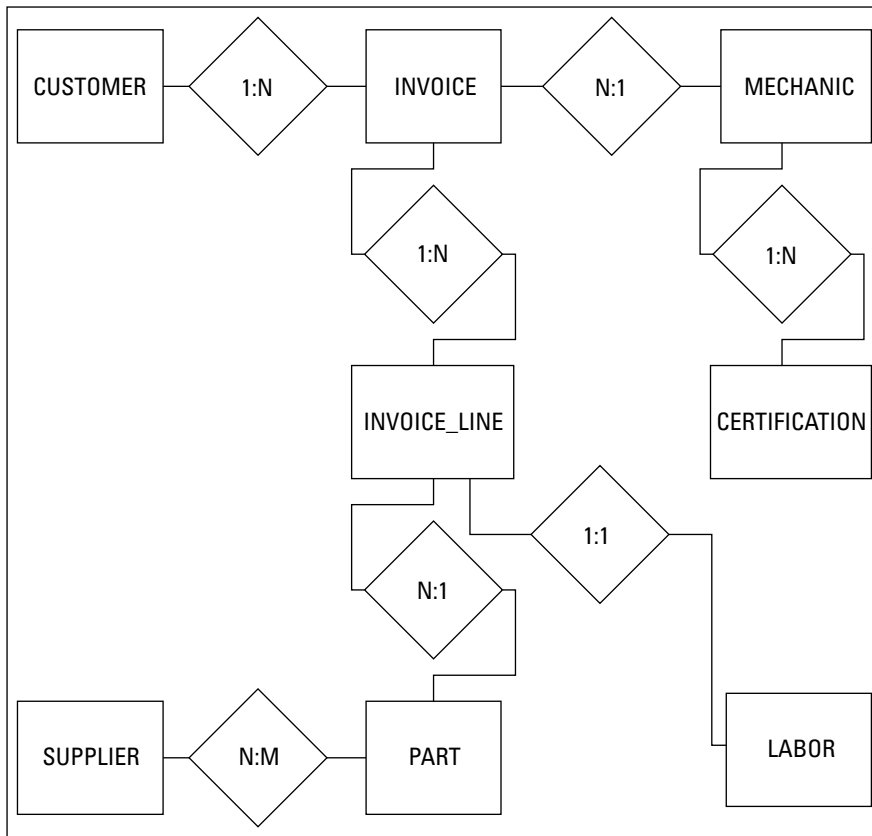 CUSTOMER
1:N
INVOICE
N:1
MECHANIC
1:N
1:N
INVOICE_LINE
CERTIFICATION
1:1
N:1
SUPPLIER
N:M
PART
LABOR